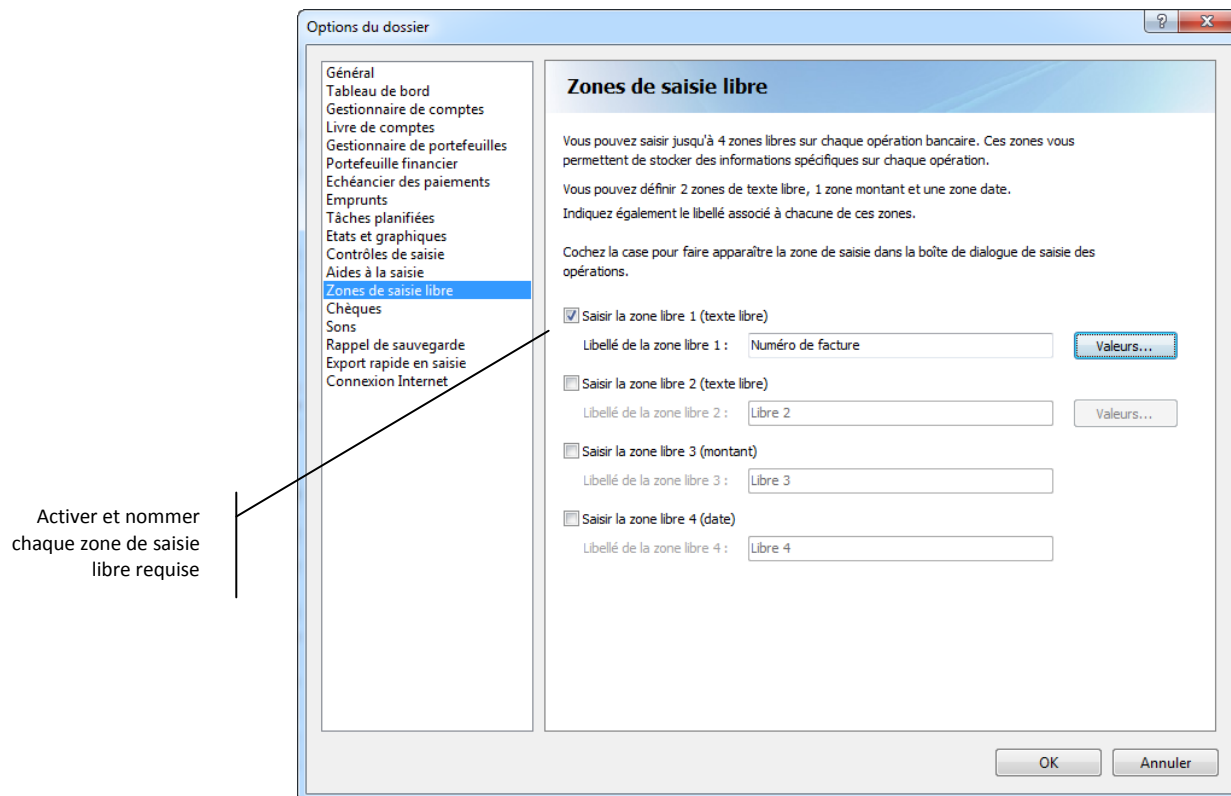 Options du dossier
Général
Tableau de bord
Gestionnaire de comptes
Livre de comptes
Gestionnaire de portefeuilles
Portefeuille financier
Echéancier des paiements
Emprunts
Tâches planifiées
Etats et graphiques
Contrôles de saisie
Aides à la saisie
Zones de saisie libre
Chèques
Sons
Rappel de sauvegarde
Export rapide en saisie
Connexion Internet
Zones de saisie libre
Vous pouvez saisir jusqu'à 4 zones libres sur chaque opération bancaire. Ces zones vous
permettent de stocker des informations spécifiques sur chaque opération.
Vous pouvez définir 2 zones de texte libre, 1 zone montant et une zone date.
Indiquez également le libellé associé à chacune de ces zones.
Cochez la case pour faire apparaître la zone de saisie dans la boîte de dialogue de saisie des
opérations.
Saisir la zone libre 1 (texte libre)
Libellé de la zone libre 1 : Numéro de facture Valeurs...
Saisir la zone libre 2 (texte libre)
Libellé de la zone libre 2 : Libre 2 Valeurs...
Saisir la zone libre 3 (montant)
Libellé de la zone libre 3 : Libre 3
Saisir la zone libre 4 (date)
Libellé de la zone libre 4 : Libre 4
Activer et nommer
chaque zone de saisie
libre requise
OK Annuler